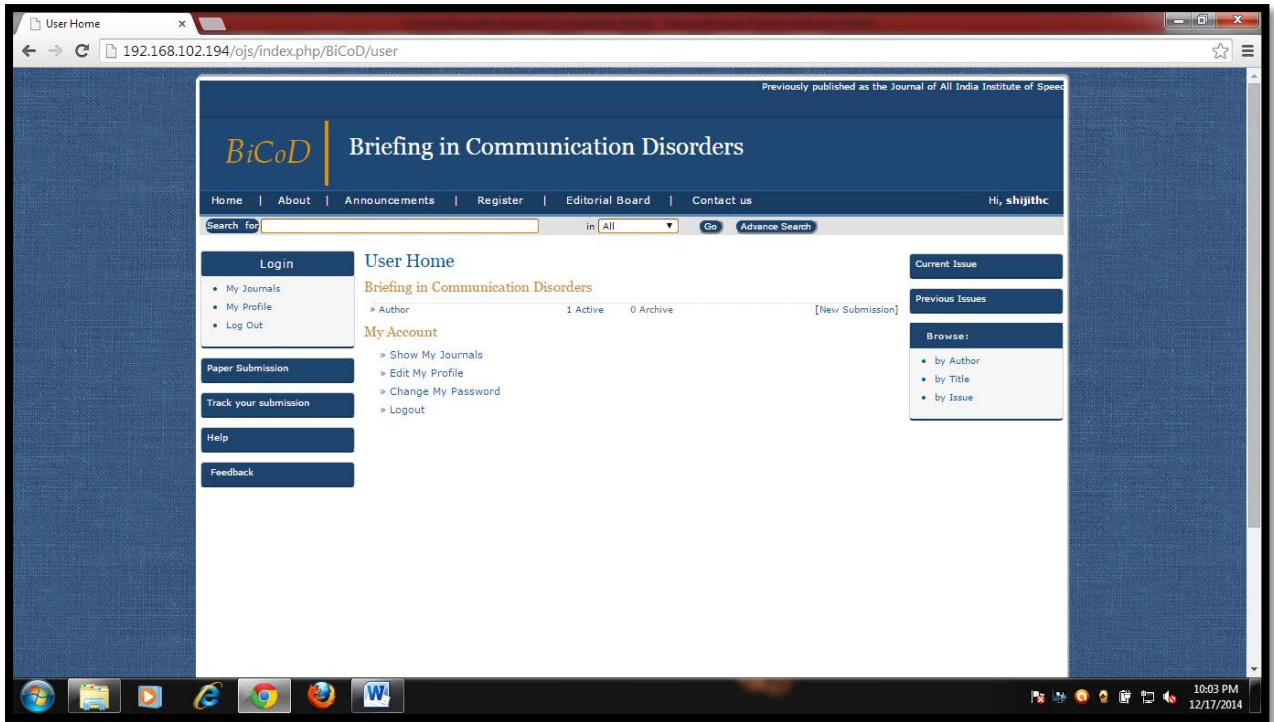 User Home
192.168.102.194/ojs/index.php/BiCoD/user
Previously published as the Journal of All India Institute of Speec
BiCoD
Briefing in Communication Disorders
Home | About | Announcements | Register | Editorial Board | Contact us
Hi, shijithc
Search for
in All
Go
Advance Search
Login
• My Journals
• My Profile
• Log Out
Paper Submission
Track your submission
Help
Feedback
User Home
Briefing in Communication Disorders
» Author 1 Active 0 Archive [New Submission]
My Account
» Show My Journals
» Edit My Profile
» Change My Password
» Logout
Current Issue
Previous Issues
Browse:
• by Author
• by Title
• by Issue
10:03 PM
12/17/2014